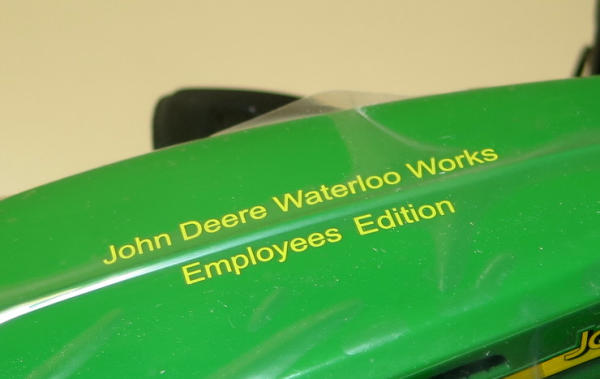 John Deere Waterloo Works
Employees Edition